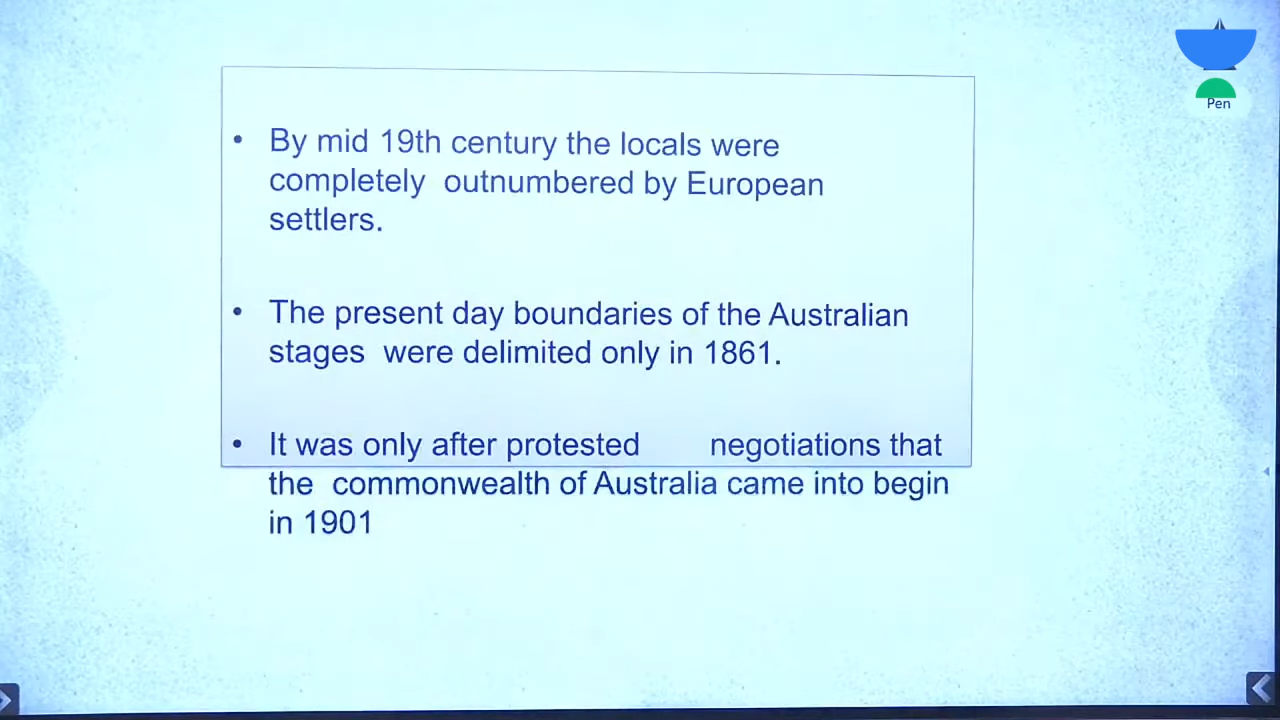 Pen
• By mid 19th century the locals were
completely outnumbered by European
settlers.
• The present day boundaries of the Australian
stages were delimited only in 1861.
• It was only after protested negotiations that
the commonwealth of Australia came into begin
in 1901